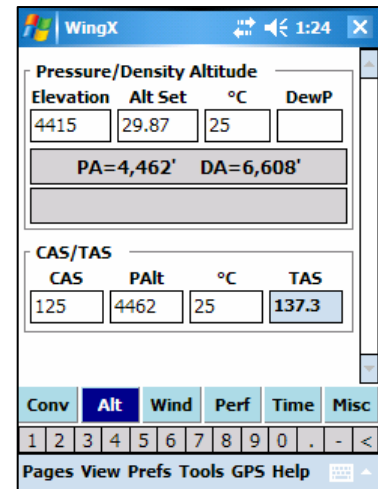 WingX 1:24
Pressure/Density Altitude
Elevation Alt Set °C DewP
4415 29.87 25
PA=4,462' DA=6,608'
CAS/TAS
CAS PAlt °C TAS
125 4462 25 137.3
Conv Alt Wind Perf Time Misc
1 2 3 4 5 6 7 8 9 0 . - <
Pages View Prefs Tools GPS Help